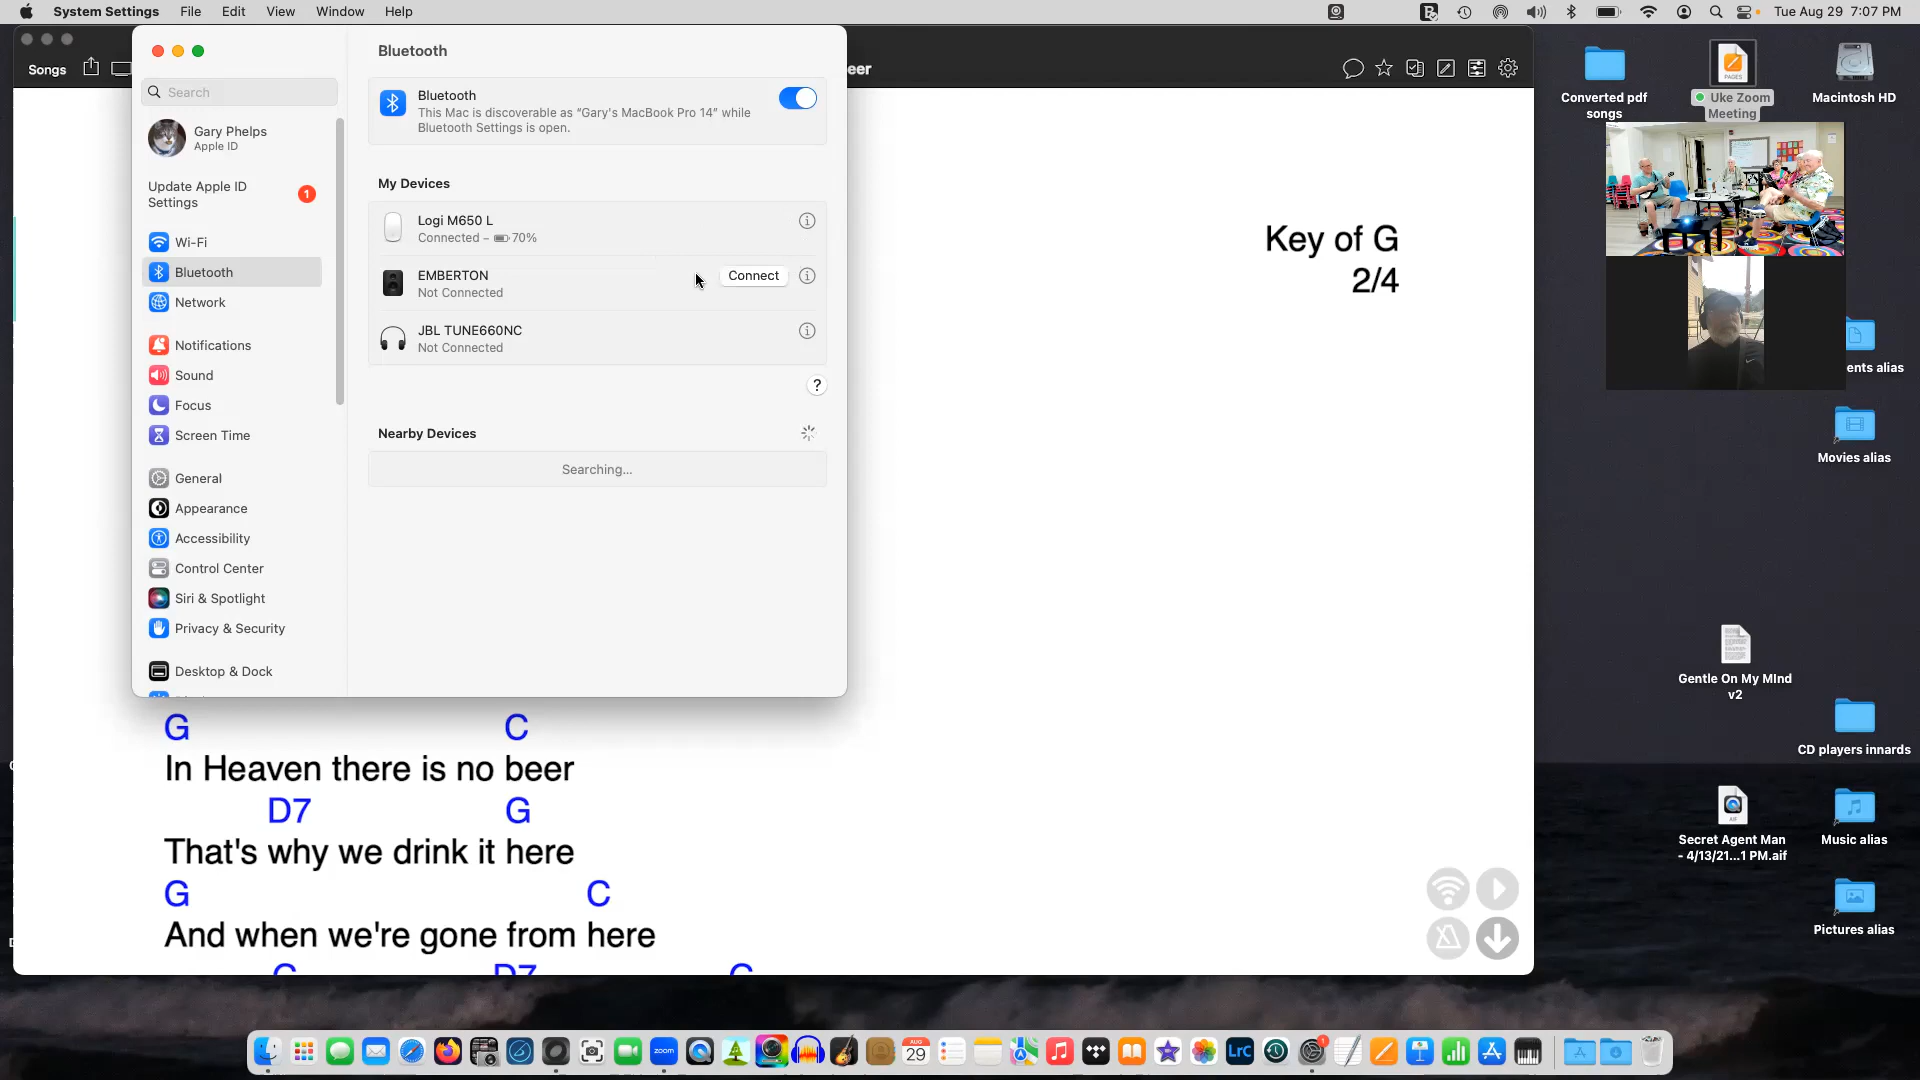 System Settings File Edit View Window Help
Tue Aug 29 7:07 PM
Songs
eer
Bluetooth
Search
Gary Phelps
Apple ID
Update Apple ID
Settings
1
Wi-Fi
Bluetooth
Network
Notifications
Sound
Focus
Screen Time
General
Appearance
Accessibility
Control Center
Siri & Spotlight
Privacy & Security
Desktop & Dock
Bluetooth
This Mac is discoverable as “Gary's MacBook Pro 14” while
Bluetooth Settings is open.
My Devices
Logi M650 L
Connected – 70%
EMBERTON
Not Connected
Connect
JBL TUNE660NC
Not Connected
?
Nearby Devices
Searching...
Key of G
2/4
G C
In Heaven there is no beer
D7 G
That's why we drink it here
G C
And when we're gone from here
Converted pdf
songs
PAGES
Uke Zoom
Meeting
Macintosh HD
ents alias
Movies alias
Gentle On My MInd
v2
CD players innards
AIF
Secret Agent Man
- 4/13/21...1 PM.aif
Music alias
Pictures alias
zoom
AUG
29
LrC
1